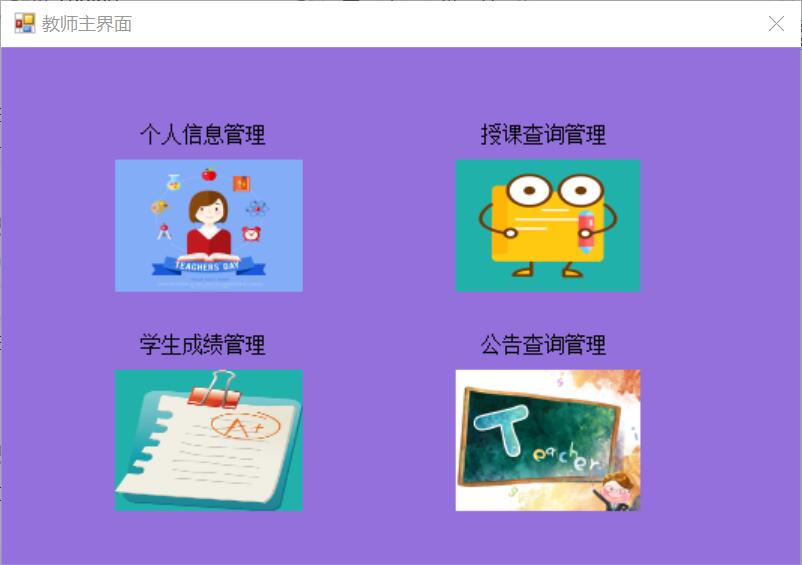 教师主界面
个人信息管理
授课查询管理
TEACHERS' DAY
学生成绩管理
公告查询管理
A+
Teacher